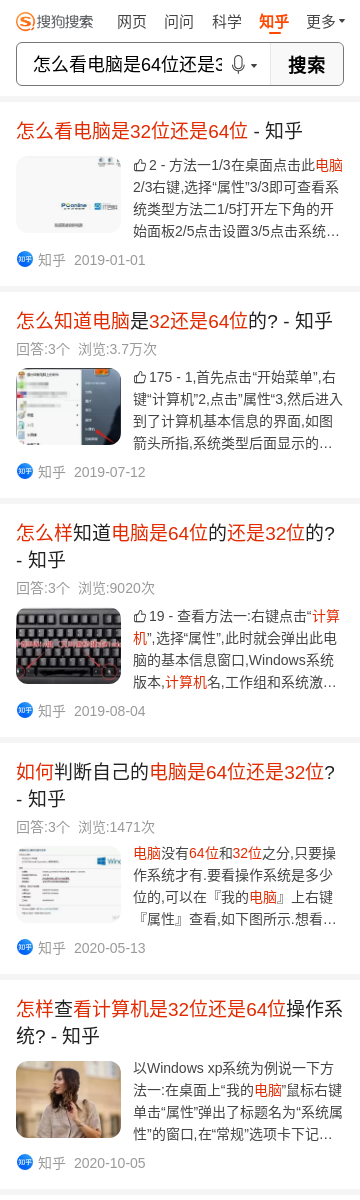 搜狗搜索 网页 问问 科学 知乎 更多
怎么看电脑是64位还是3 搜索
怎么看电脑是32位还是64位 - 知乎
2 - 方法一1/3在桌面点击此电脑
2/3右键,选择“属性”3/3即可查看系
统类型方法二1/5打开左下角的开
始面板2/5点击设置3/5点击系统...
知乎 2019-01-01
怎么知道电脑是32还是64位的? - 知乎
回答:3个 浏览:3.7万次
175 - 1,首先点击“开始菜单”,右
键“计算机”2,点击”属性“3,然后进入
到了计算机基本信息的界面,如图
箭头所指,系统类型后面显示的...
知乎 2019-07-12
怎么样知道电脑是64位的还是32位的?
- 知乎
回答:3个 浏览:9020次
19 - 查看方法一:右键点击“计算
机”,选择“属性”,此时就会弹出此电
脑的基本信息窗口,Windows系统
版本,计算机名,工作组和系统激...
知乎 2019-08-04
如何判断自己的电脑是64位还是32位?
- 知乎
回答:3个 浏览:1471次
电脑没有64位和32位之分,只要操
作系统才有.要看操作系统是多少
位的,可以在『我的电脑』上右键
『属性』查看,如下图所示.想看...
知乎 2020-05-13
怎样查看计算机是32位还是64位操作系
统? - 知乎
以Windows xp系统为例说一下方
法一:在桌面上“我的电脑”鼠标右键
单击“属性”弹出了标题名为“系统属
性”的窗口,在“常规”选项卡下记...
知乎 2020-10-05